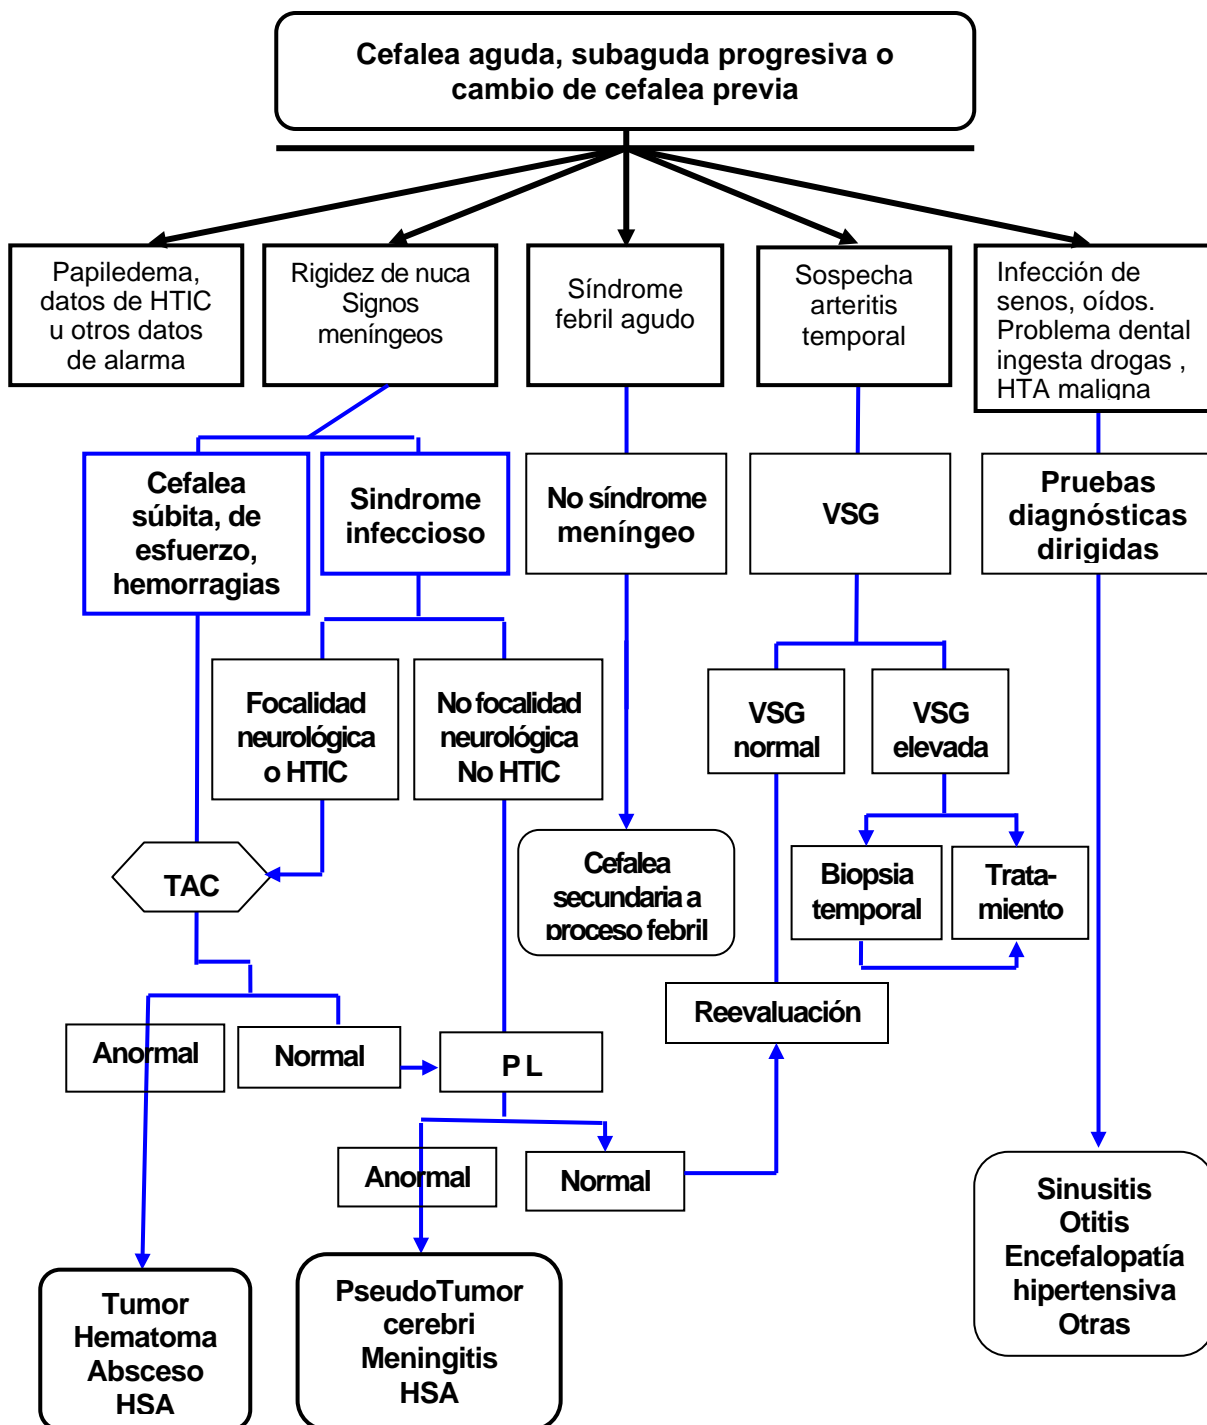 Cefalea aguda, subaguda progresiva o
cambio de cefalea previa
Papiledema,
datos de HTIC
u otros datos
de alarma
Rigidez de nuca
Signos
meníngeos
Síndrome
febril agudo
Sospecha
arteritis
temporal
Infección de
senos, oídos.
Problema dental
ingesta drogas ,
HTA maligna
Cefalea
súbita, de
esfuerzo,
hemorragias
Sindrome
infeccioso
No síndrome
meníngeo
VSG
Pruebas
diagnósticas
dirigidas
Focalidad
neurológica
o HTIC
No focalidad
neurológica
No HTIC
VSG
normal
VSG
elevada
TAC
Cefalea
secundaria a
proceso febril
Biopsia
temporal
Trata-
miento
Reevaluación
Anormal
Normal
P L
Anormal
Normal
Sinusitis
Otitis
Encefalopatía
hipertensiva
Otras
Tumor
Hematoma
Absceso
HSA
PseudoTumor
cerebri
Meningitis
HSA